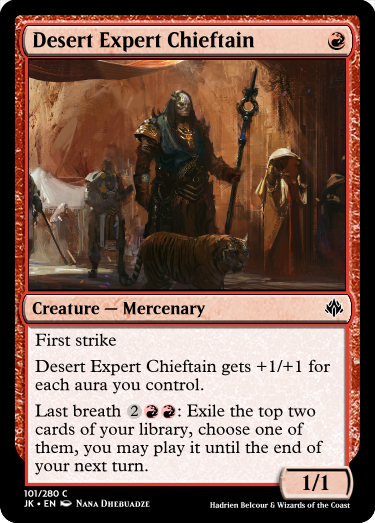 Desert Expert Chieftain
Creature — Mercenary
First strike
Desert Expert Chieftain gets +1/+1 for
each aura you control.
Last breath 2: Exile the top two
cards of your library, choose one of
them, you may play it until the end of
your next turn.
1/1
101/280 C
JK • EN Nana Dhebuadze
Hadrien Belcour & Wizards of the Coast